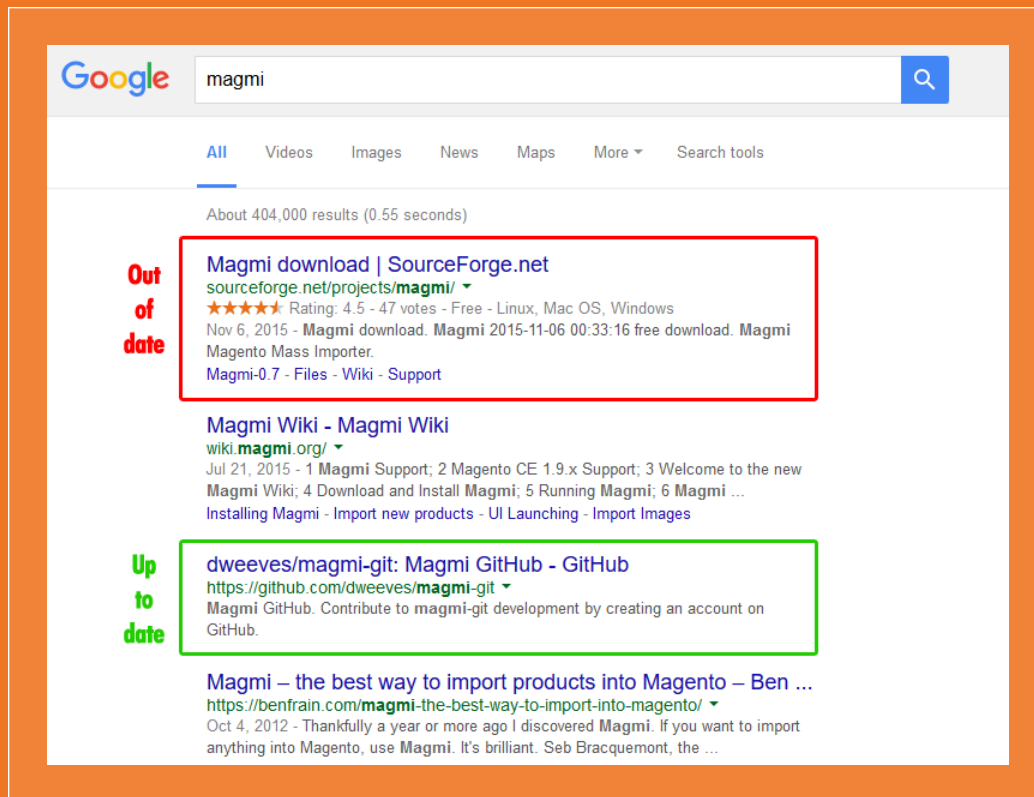 Google
magmi
All Videos Images News Maps More Search tools
About 404,000 results (0.55 seconds)
Out
of
date
Magmi download | SourceForge.net
sourceforge.net/projects/magmi/
Rating: 4.5 - 47 votes - Free - Linux, Mac OS, Windows
Nov 6, 2015 - Magmi download. Magmi 2015-11-06 00:33:16 free download. Magmi
Magento Mass Importer.
Magmi-0.7 - Files - Wiki - Support
Magmi Wiki - Magmi Wiki
wiki.magmi.org/
Jul 21, 2015 - 1 Magmi Support; 2 Magento CE 1.9.x Support; 3 Welcome to the new
Magmi Wiki; 4 Download and Install Magmi; 5 Running Magmi; 6 Magmi ...
Installing Magmi - Import new products - UI Launching - Import Images
Up
to
date
dweeves/magmi-git: Magmi GitHub - GitHub
https://github.com/dweeves/magmi-git
Magmi GitHub. Contribute to magmi-git development by creating an account on
GitHub.
Magmi – the best way to import products into Magento – Ben ...
https://benfrain.com/magmi-the-best-way-to-import-into-magento/
Oct 4, 2012 - Thankfully a year or more ago I discovered Magmi. If you want to import
anything into Magento, use Magmi. It's brilliant. Seb Bracquemont, the ...